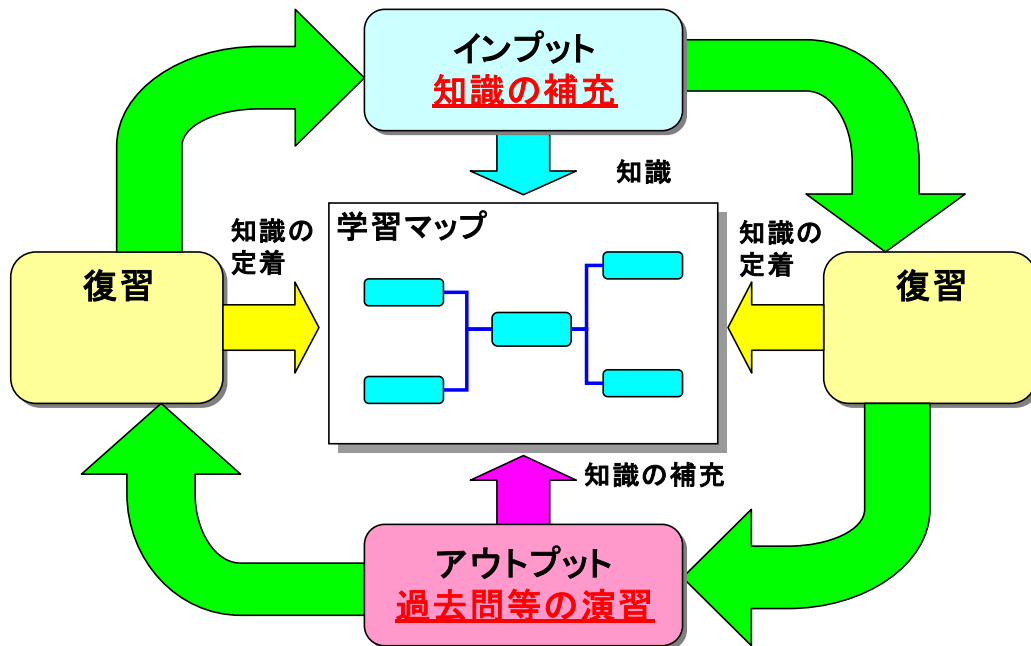 インプット
知識の補充
知識
学習マップ
知識の
定着
知識の
定着
復習
復習
知識の補充
アウトプット
過去問等の演習